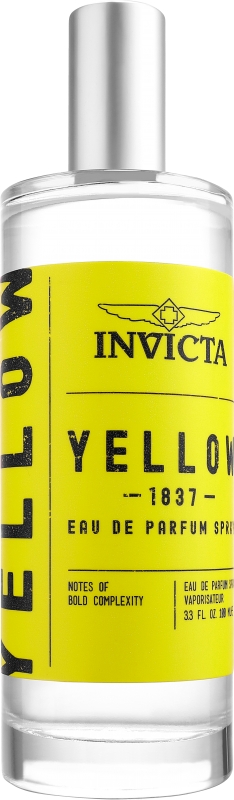 YELLOW
INVICTA
YELLOW
—1837—
EAU DE PARFUM SPRAY
NOTES OF
BOLD COMPLEXITY
EAU DE PARFUM SPRA
VAPORISATEUR
3.3 FL. OZ. 100 ML